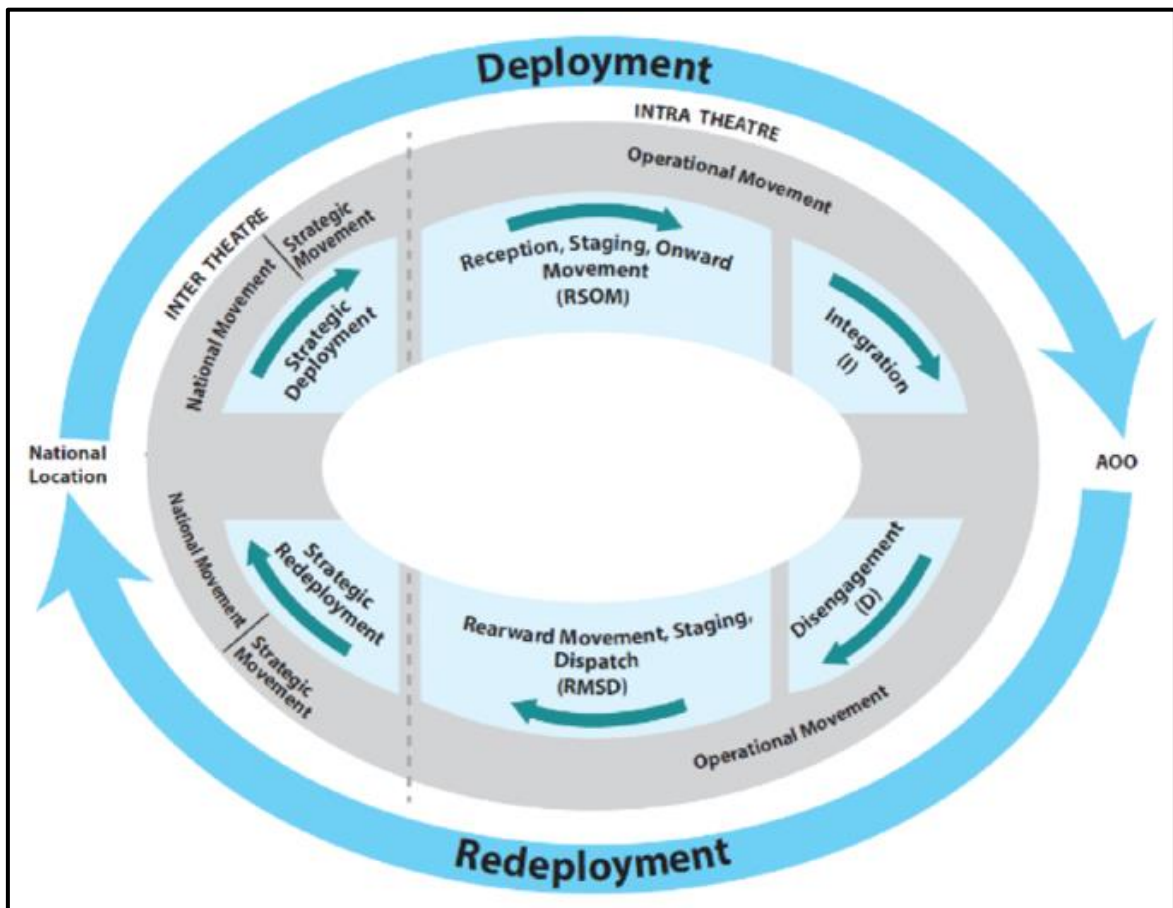 Deployment
INTRA THEATRE
Operational Movement
INTER THEATRE
National Movement
Strategic
Movement
Strategic
Deployment
Reception, Staging, Onward
Movement
(RSOM)
Integration
(I)
National
Location
AOO
National Movement
Strategic
Movement
Strategic
Redeployment
Rearward Movement, Staging,
Dispatch
(RMSD)
Disengagement
(D)
Operational Movement
Redeployment